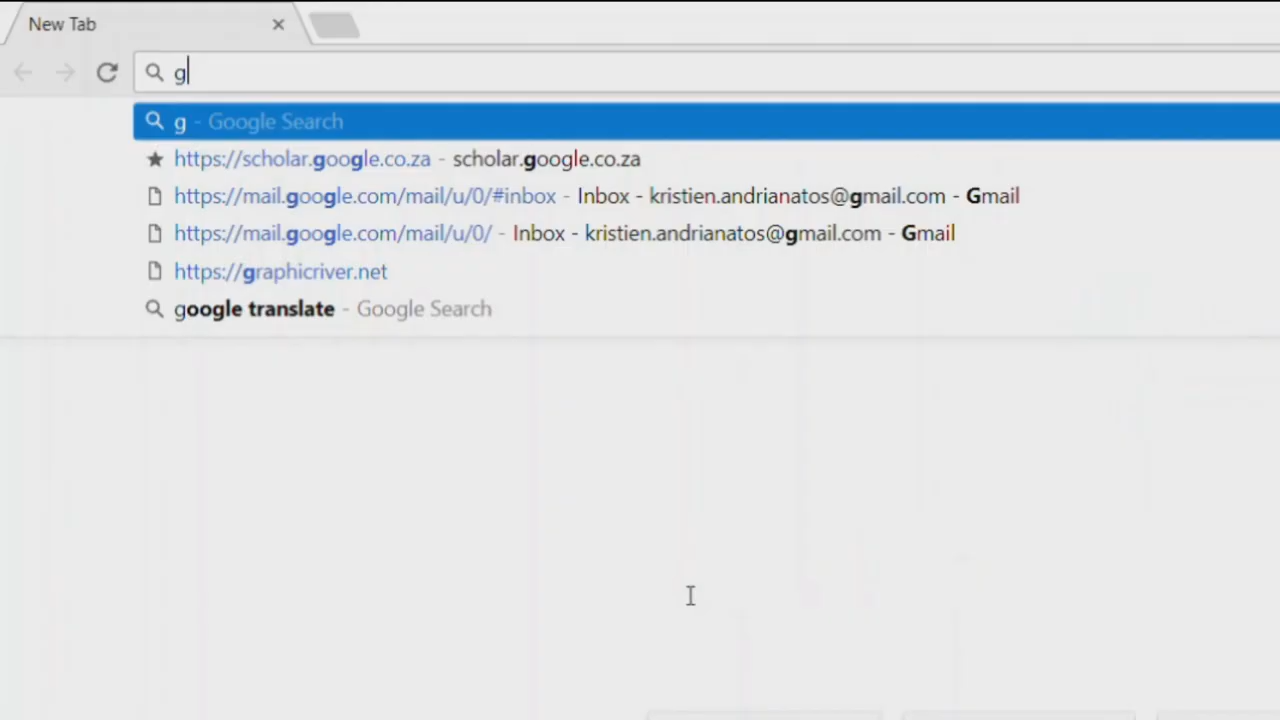 New Tab
g
g - Google Search
https://scholar.google.co.za - scholar.google.co.za
https://mail.google.com/mail/u/0/#inbox - Inbox - kristien.andrianatos@gmail.com - Gmail
https://mail.google.com/mail/u/0/ - Inbox - kristien.andrianatos@gmail.com - Gmail
https://graphicriver.net
google translate - Google Search